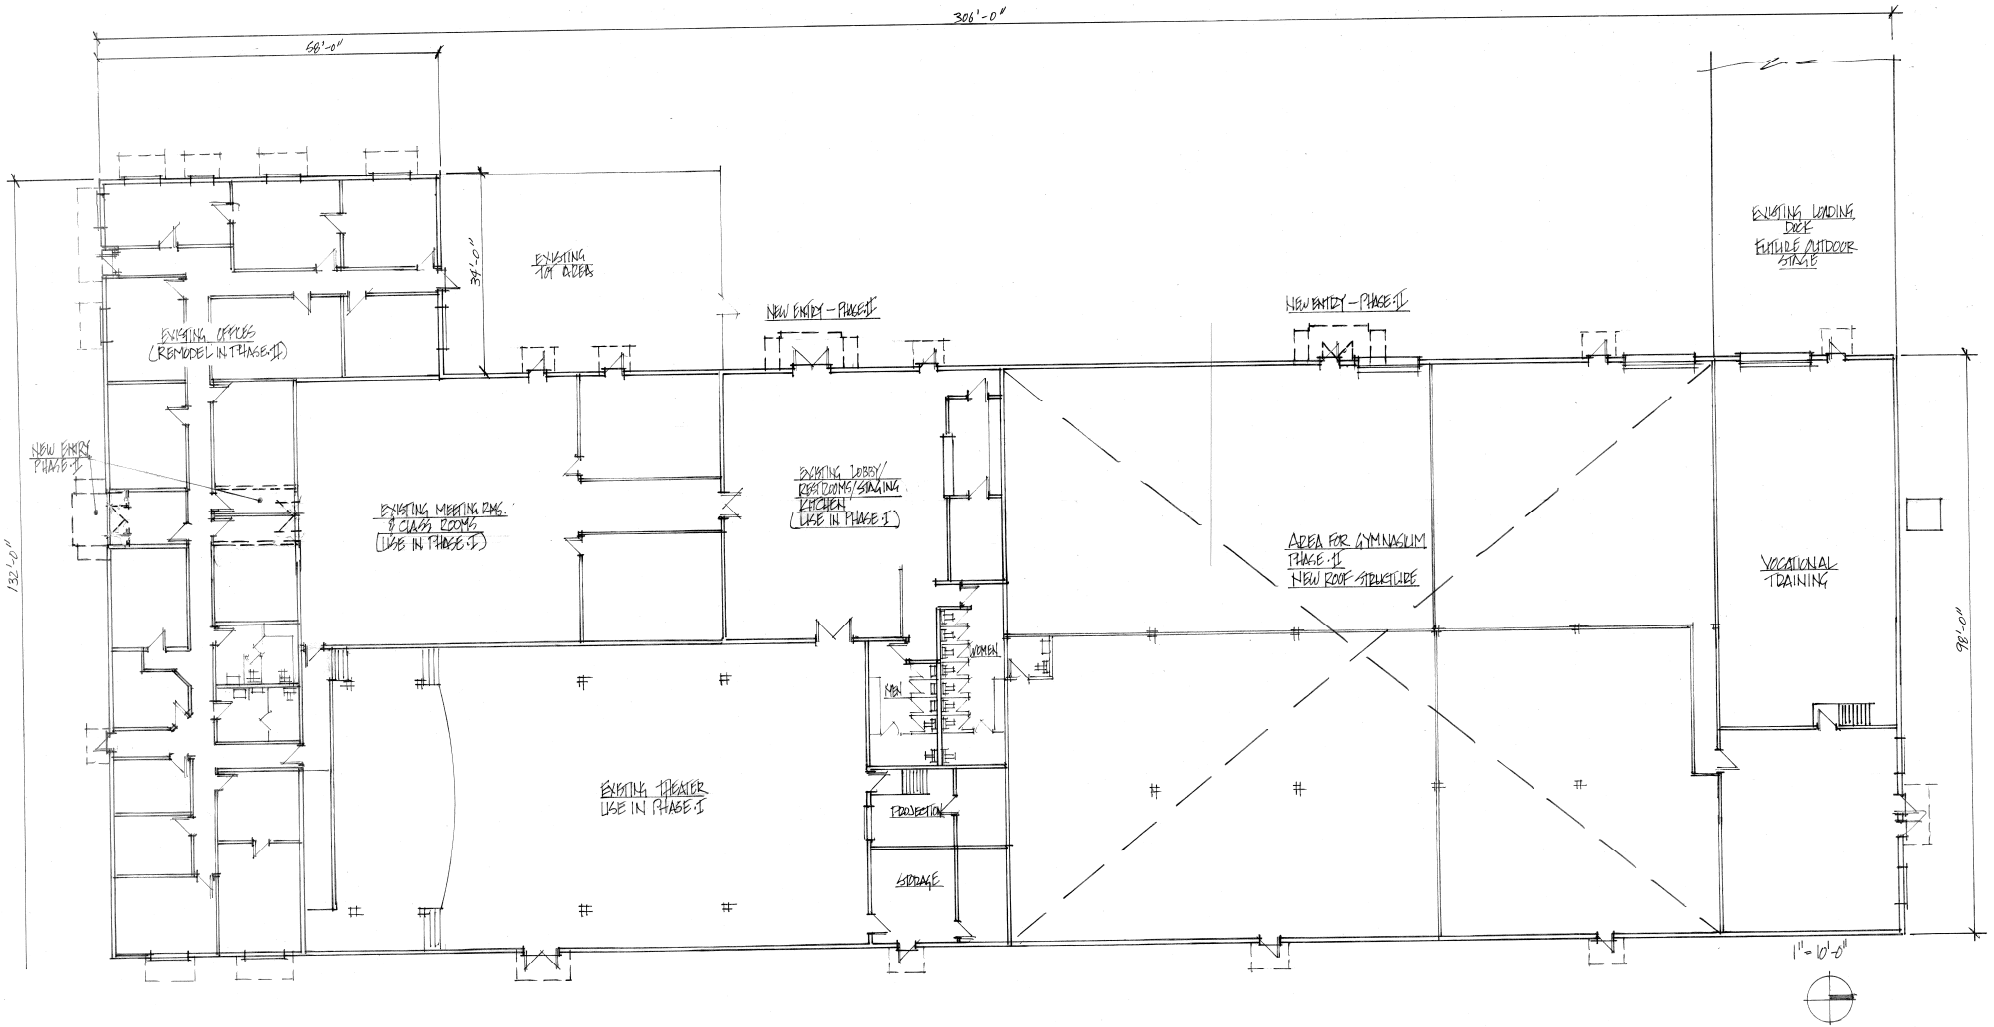 306'-0"
58'-0"
EXISTING LOADING
DOCK
FUTURE OUTDOOR
STAGE
34'-0"
EXISTING
TOT AREA
NEW ENTRY - PHASE II
NEW ENTRY - PHASE II
EXISTING OFFICES
(REMODEL IN PHASE II)
NEW ENTRY
PHASE II
EXISTING MEETING RMS.
& CLASS ROOMS
(USE IN PHASE I)
EXISTING LOBBY/
RESTROOMS/STAGING
KITCHEN
(USE IN PHASE I)
AREA FOR GYMNASIUM
PHASE II
NEW ROOF STRUCTURE
VOCATIONAL
TRAINING
132'-0"
98'-0"
WOMEN
MEN
EXISTING THEATER
USE IN PHASE I
PROJECTION
STORAGE
1"=10'-0"